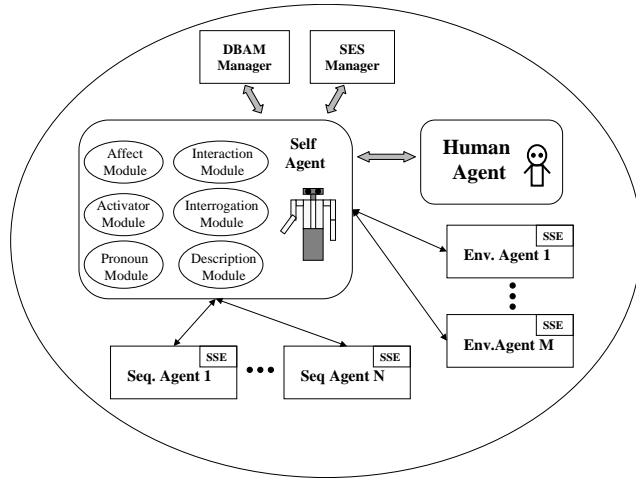 DBAM
Manager
SES
Manager
Self
Agent
Affect
Module
Interaction
Module
Activator
Module
Interrogation
Module
Pronoun
Module
Description
Module
Human
Agent
SSE
Env. Agent 1
SSE
Env.Agent M
SSE
Seq. Agent 1
SSE
Seq Agent N